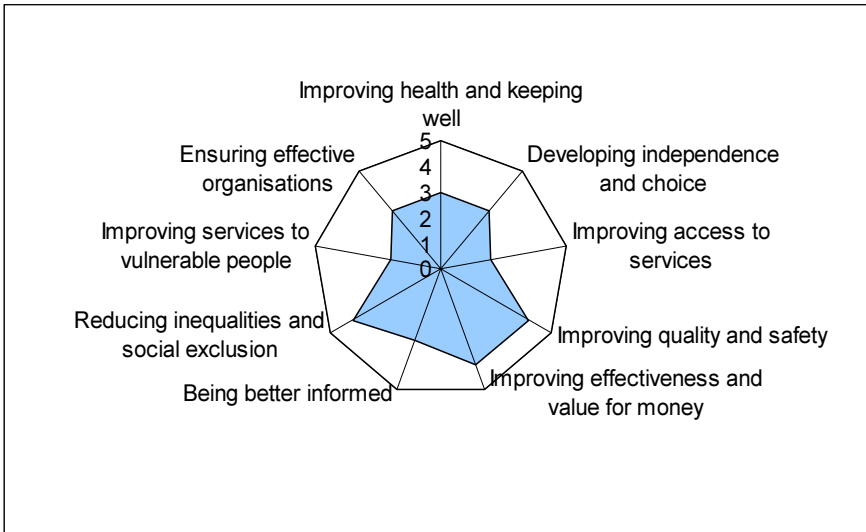 Improving health and keeping
well
Ensuring effective
organisations
Developing independence
and choice
Improving services to
vulnerable people
Improving access to
services
Reducing inequalities and
social exclusion
Improving quality and safety
Being better informed
Improving effectiveness and
value for money
5
4
3
2
1
0